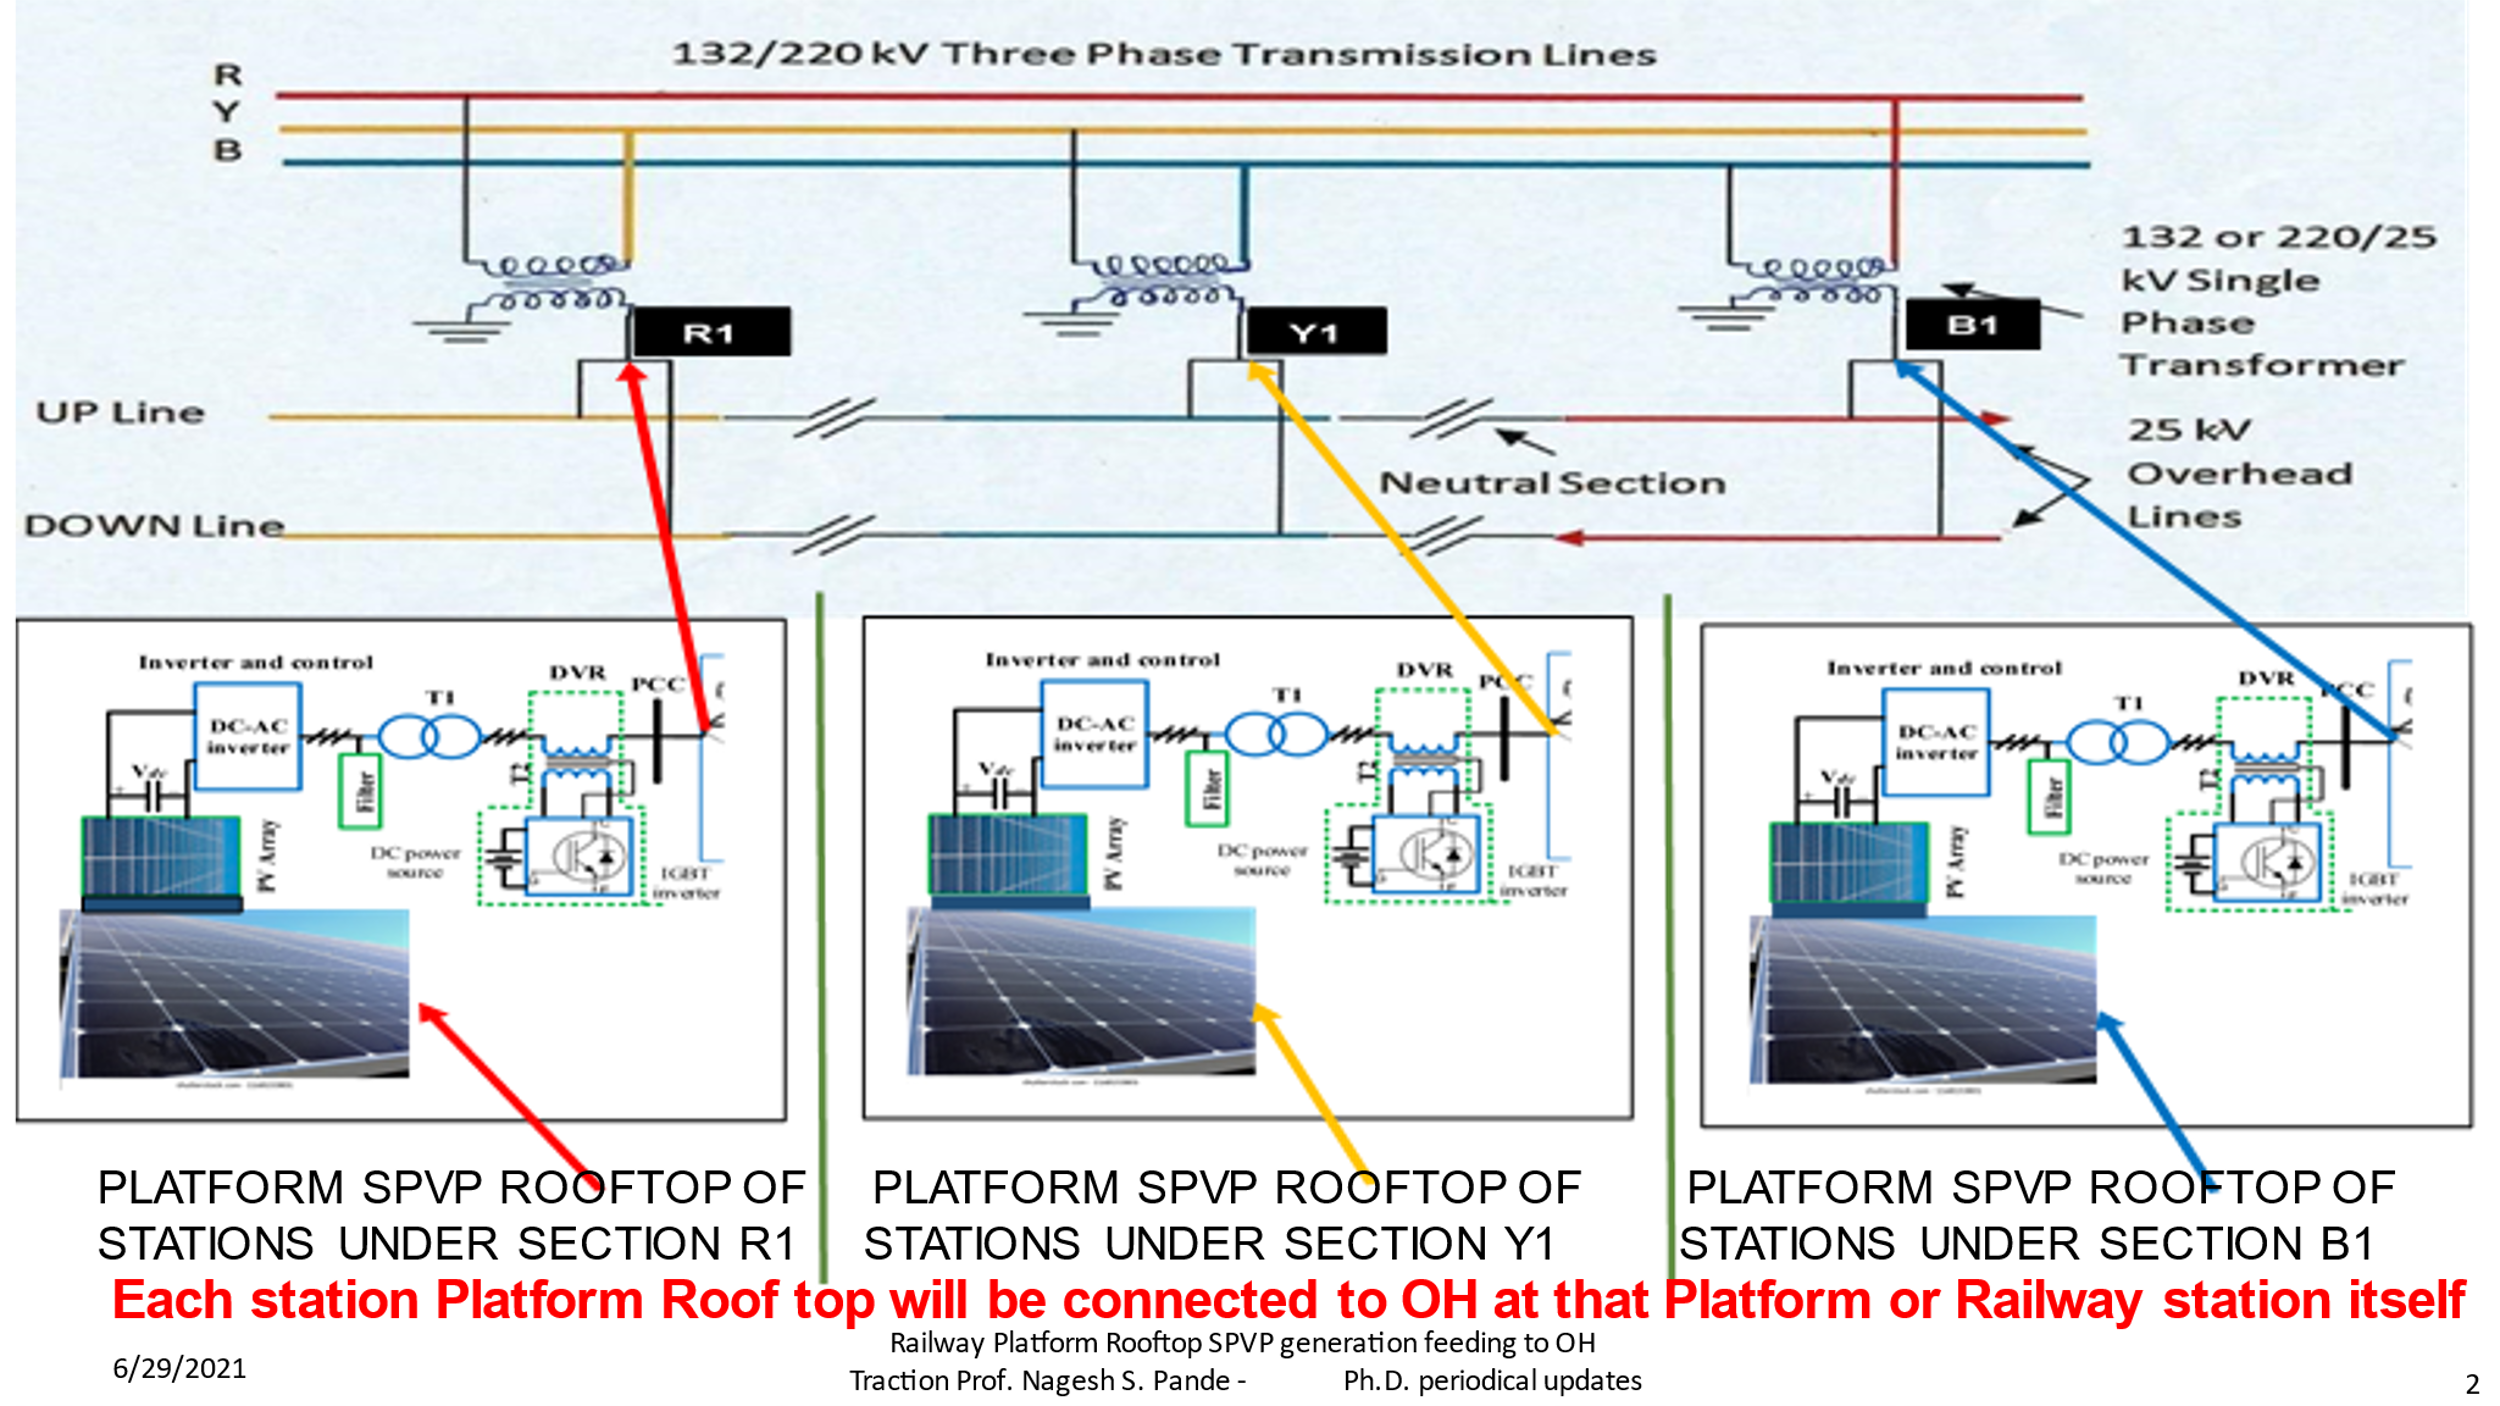 132/220 kV Three Phase Transmission Lines
R
Y
B
132 or 220/25
kV Single
Phase
Transformer
R1
Y1
B1
UP Line
25 kV
Overhead
Lines
Neutral Section
DOWN Line
Inverter and control
DVR
T1
PCC
DC-AC
inverter
Vdc
T2
Filter
PV Array
DC power
source
IGBT
inverter
Inverter and control
DVR
T1
DC-AC
inverter
Vdc
T2
Filter
PV Array
DC power
source
IGBT
inverter
Inverter and control
DVR
T1
DC-AC
inverter
Vdc
T2
Filter
PV Array
DC power
source
IGBT
inverter
PLATFORM SPVP ROOFTOP OF
STATIONS UNDER SECTION R1
PLATFORM SPVP ROOFTOP OF
STATIONS UNDER SECTION Y1
PLATFORM SPVP ROOFTOP OF
STATIONS UNDER SECTION B1
Each station Platform Roof top will be connected to OH at that Platform or Railway station itself
Railway Platform Rooftop SPVP generation feeding to OH
6/29/2021
Traction Prof. Nagesh S. Pande - Ph.D. periodical updates
2